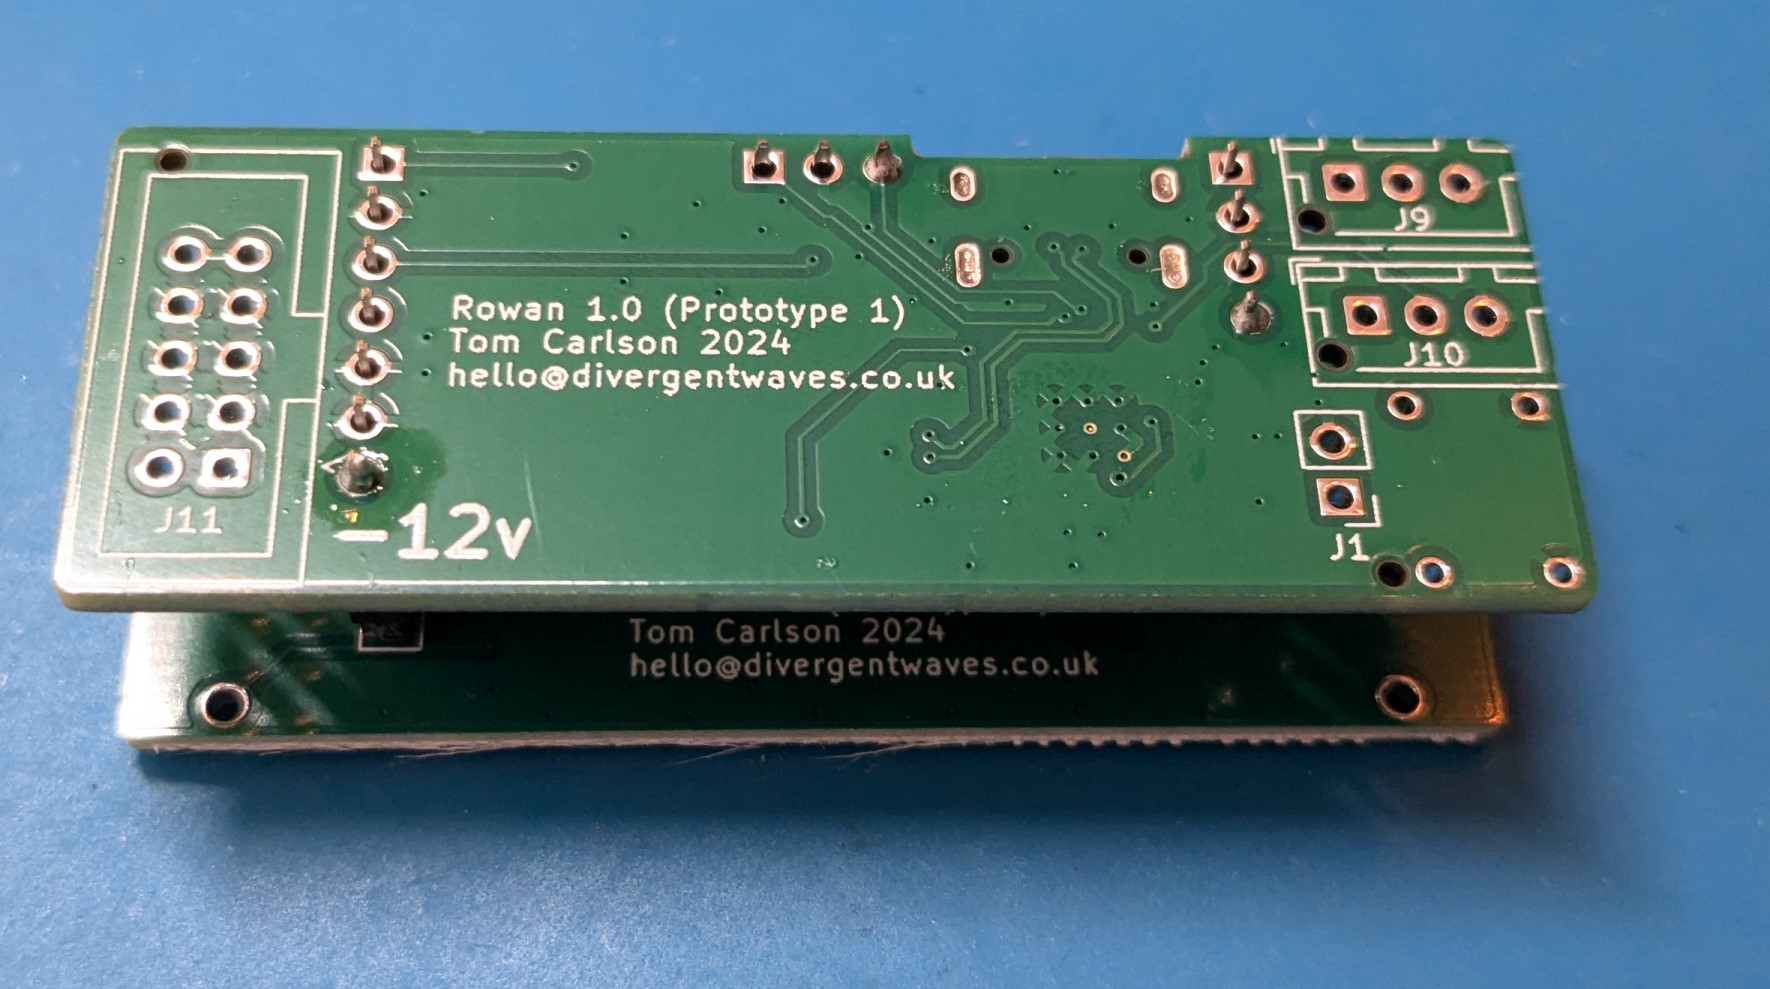 Rowan 1.0 (Prototype 1)
Tom Carlson 2024
hello@divergentwaves.co.uk
J9
J10
J1
J11
-12v
Tom Carlson 2024
hello@divergentwaves.co.uk